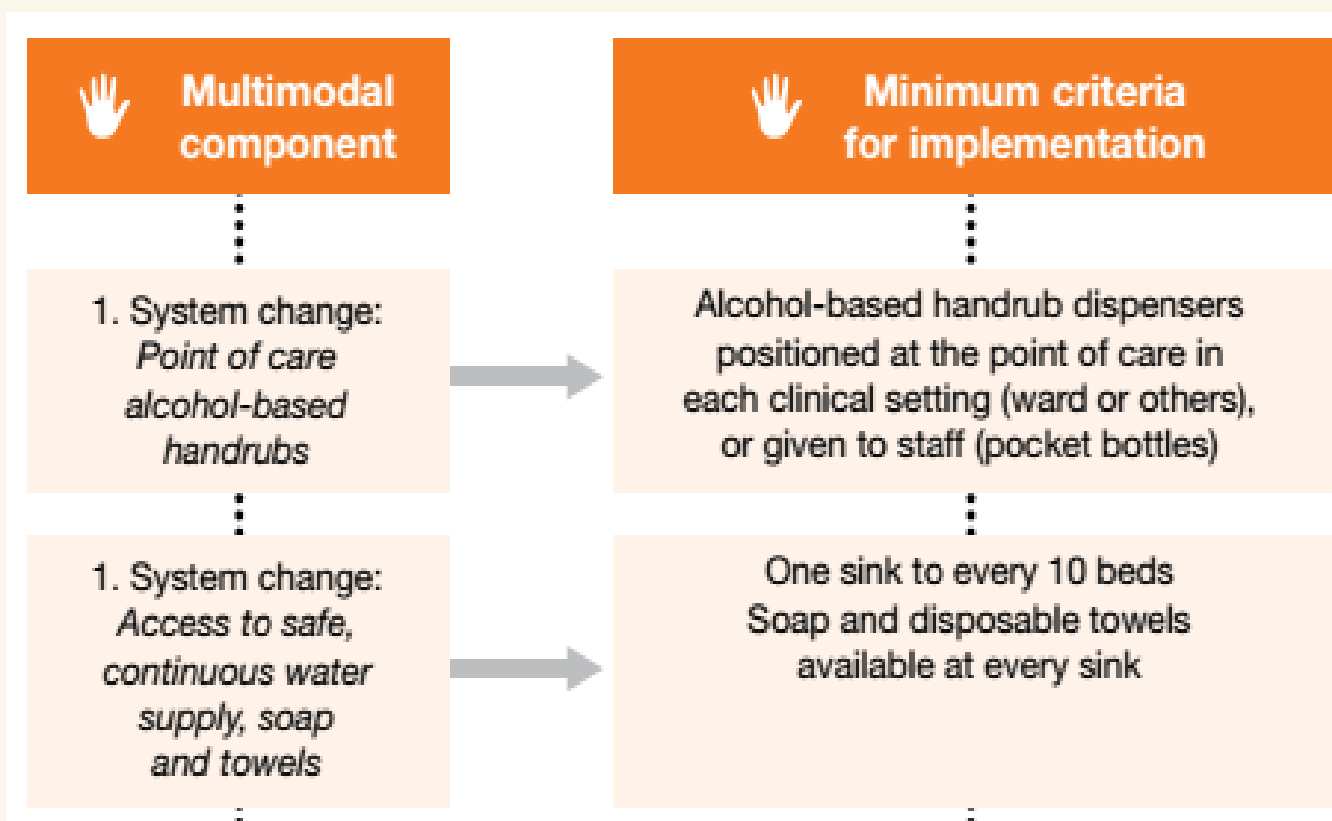 Multimodal
component
Minimum criteria
for implementation
1. System change:
Point of care
alcohol-based
handrubs
Alcohol-based handrub dispensers
positioned at the point of care in
each clinical setting (ward or others),
or given to staff (pocket bottles)
1. System change:
Access to safe,
continuous water
supply, soap
and towels
One sink to every 10 beds
Soap and disposable towels
available at every sink